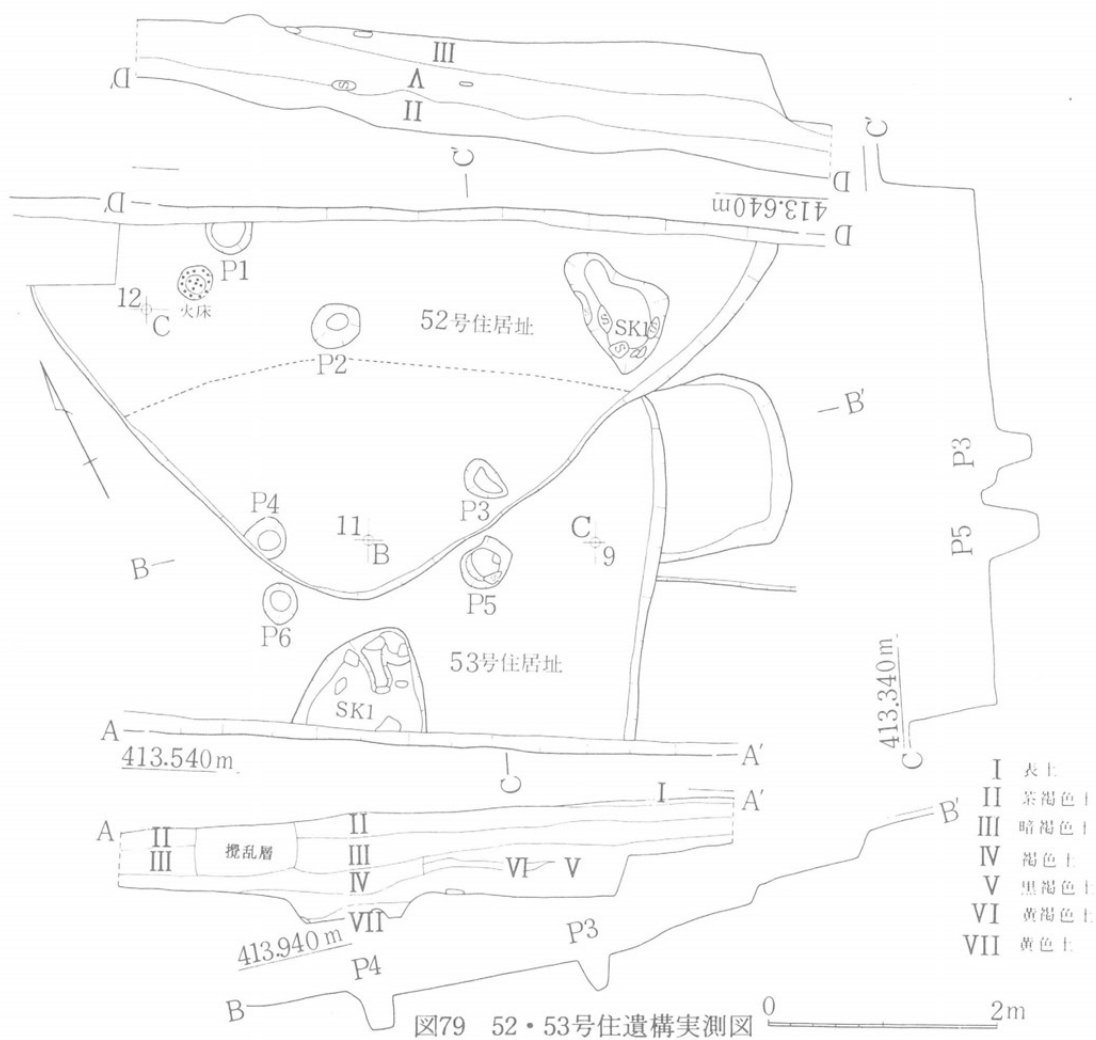 III
V
II
D'
D
C'
C'
D'
413.640m
D
P1
12
C
火床
P2
52号住居址
SK1
B'
P3
P5
P4
11
B
P3
C
9
B
P5
P6
53号住居址
SK1
A
A'
413.540m
C
413.340m
C
I
A'
A
II
II
III
攪乱層
III
VI
V
IV
VII
B'
413.940m
P4
P3
B
I 表土
II 茶褐色土
III 暗褐色土
IV 褐色土
V 黒褐色土
VI 黄褐色土
VII 黄色土
0 2m
図79 52・53号住遺構実測図